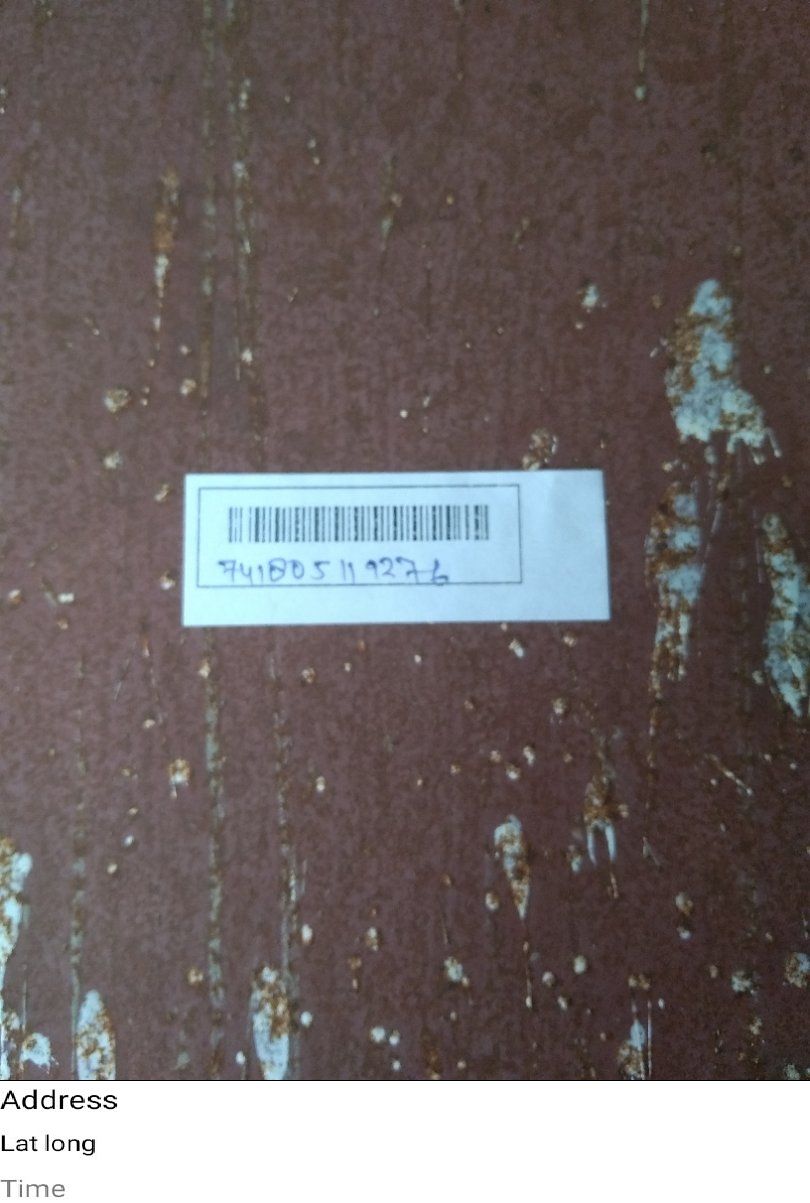 741805119276
Address
Lat long
Time